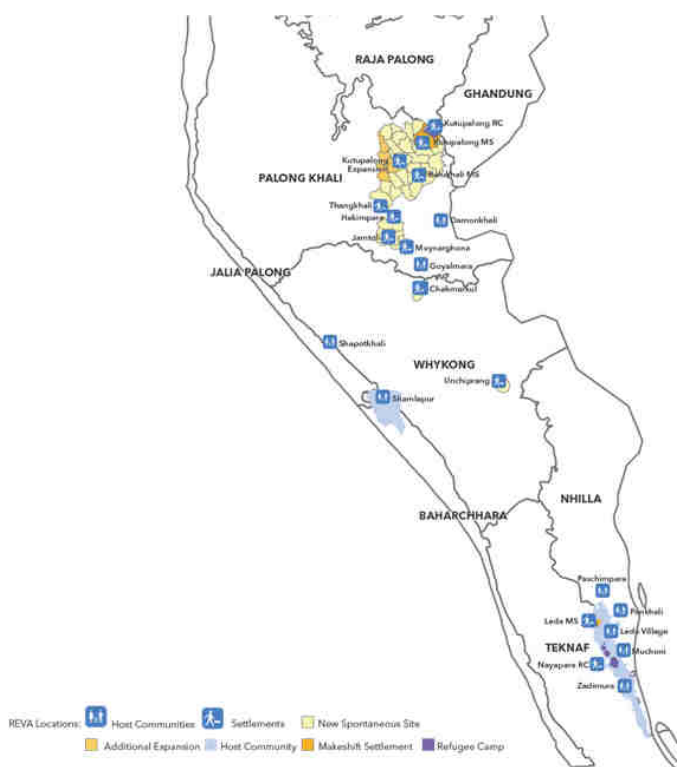 RAJA PALONG
GHANDUNG
Kutupalong RC
Kutupalong MS
Kutupalong
Expansion
Balukhali MS
PALONG KHALI
Thangkhali
Hakimpara
Damonkhali
Jamtoli
Moynarghona
Goyalmara
JALIA PALONG
Chakmarkul
Shapotkhali
WHYKONG
Unchiprang
Shamlapur
NHILLA
BAHARCHHARA
Paschimpara
Panchali
Leda MS
Leda Village
TEKNAF
Muchoni
Nayapara RC
Zadimura
REVA Locations: Host Communities Settlements New Spontaneous Site
Additional Expansion Host Community Makeshift Settlement Refugee Camp